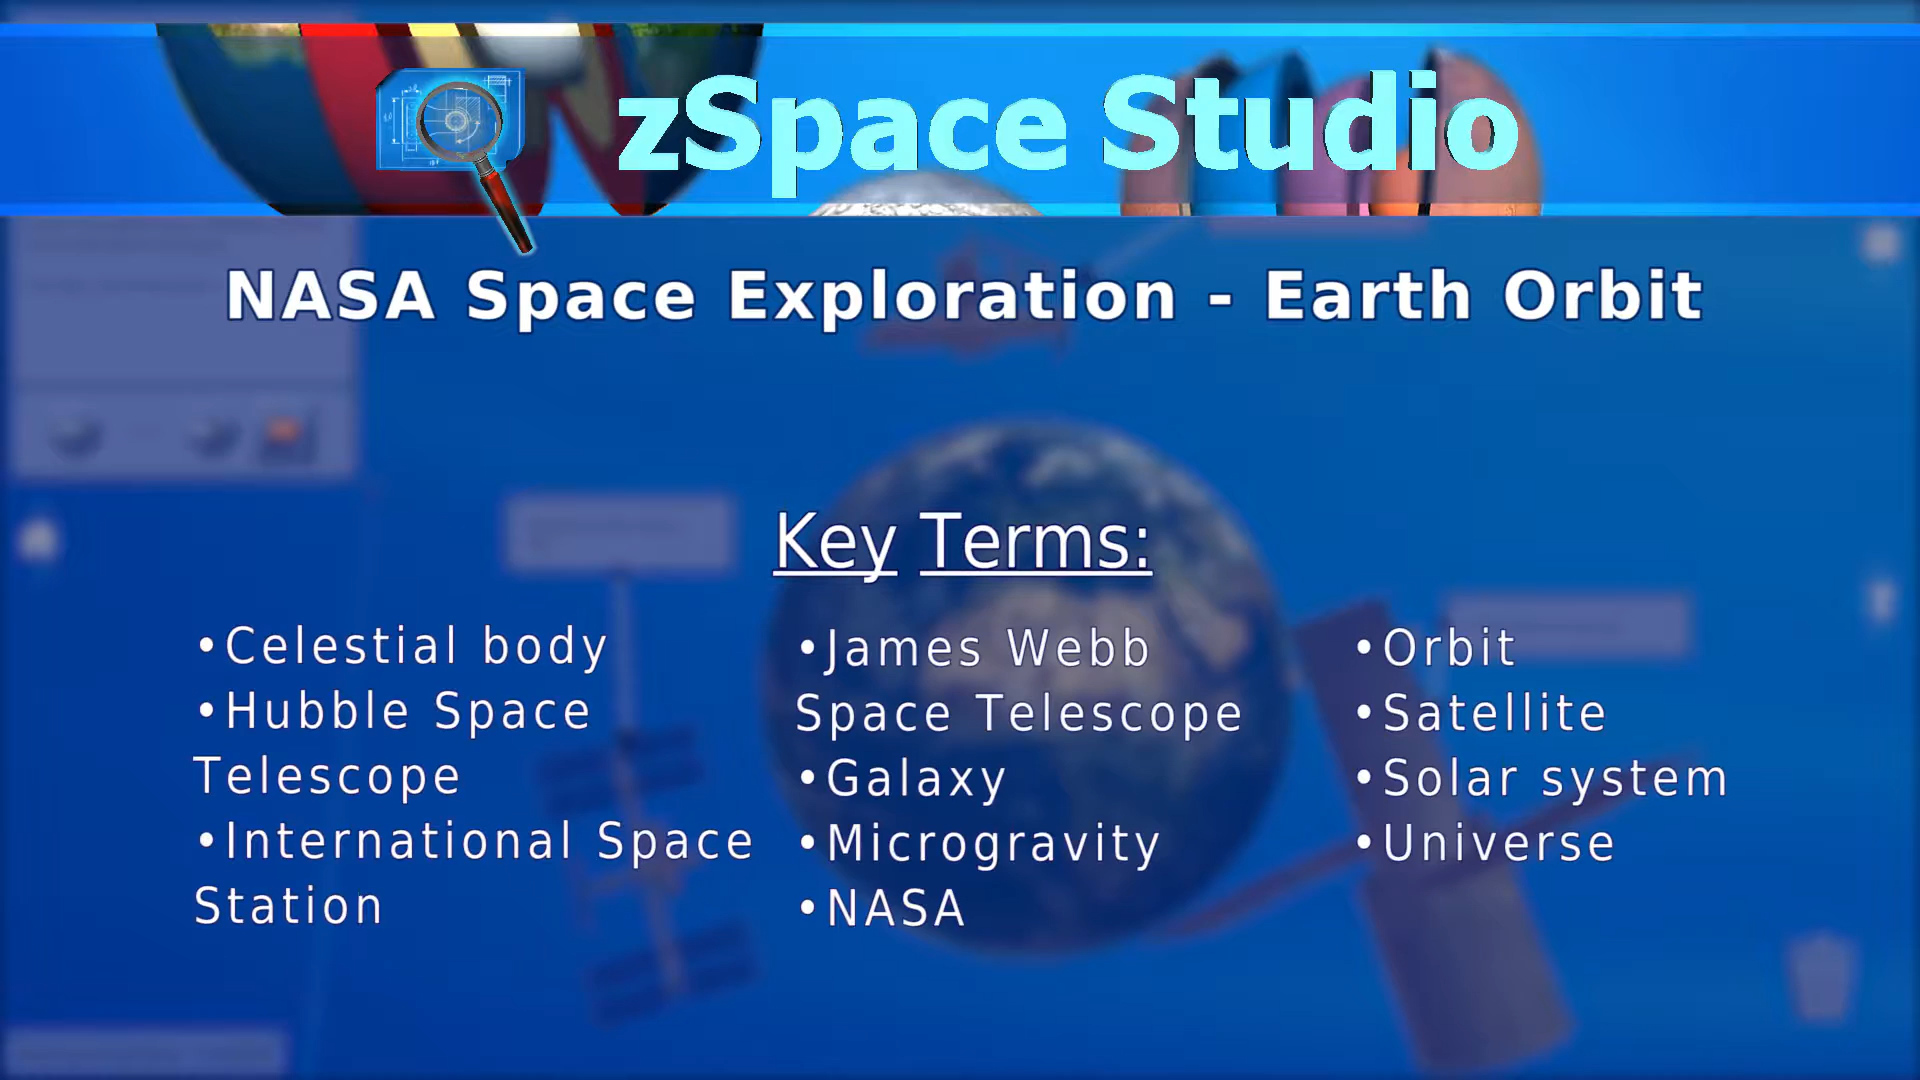 zSpace Studio
NASA Space Exploration - Earth Orbit
Key Terms:
•Celestial body
•Hubble Space
Telescope
•International Space
Station
•James Webb
Space Telescope
•Galaxy
•Microgravity
•NASA
•Orbit
•Satellite
•Solar system
•Universe